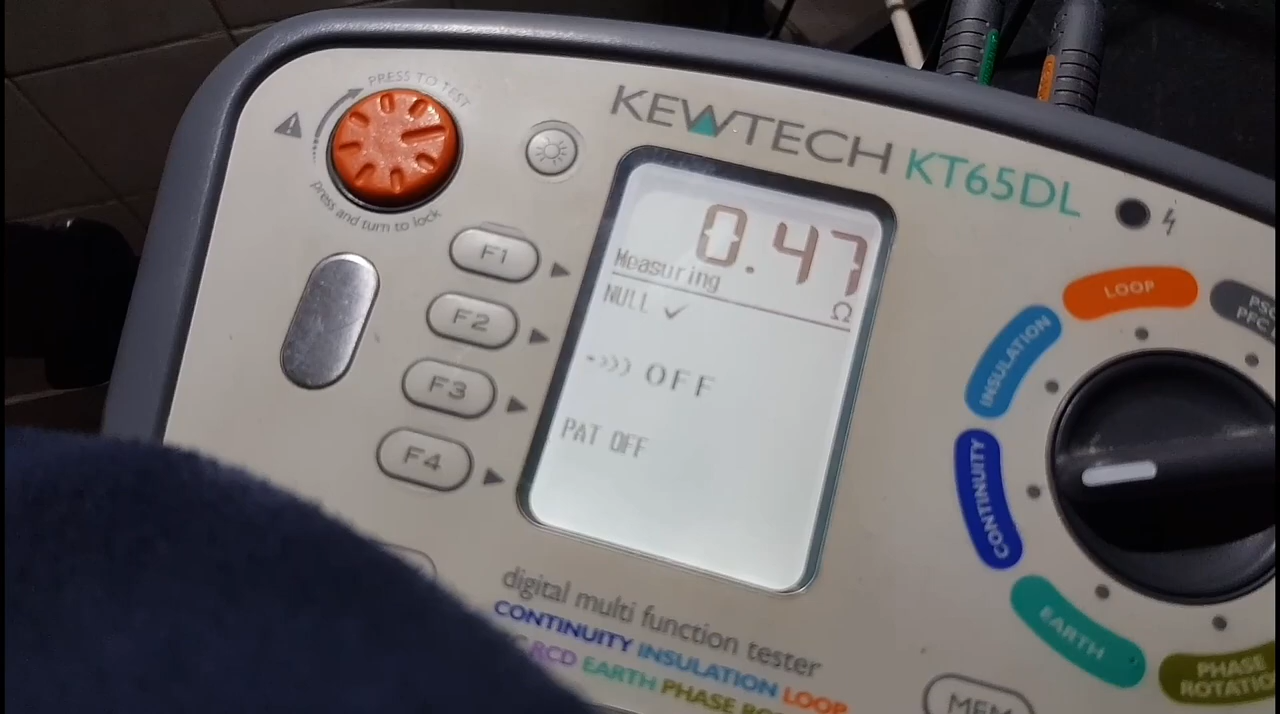 PRESS TO TEST
press and turn to lock
KEWTECH KT65DL
0.47
Measuring
Ω
NULL ✓
OFF
PAT OFF
F1
F2
F3
F4
LOOP
INSULATION
CONTINUITY
EARTH
PHASE
digital multi function tester
CONTINUITY INSULATION LOOP
RCD EARTH PHASE
MEM